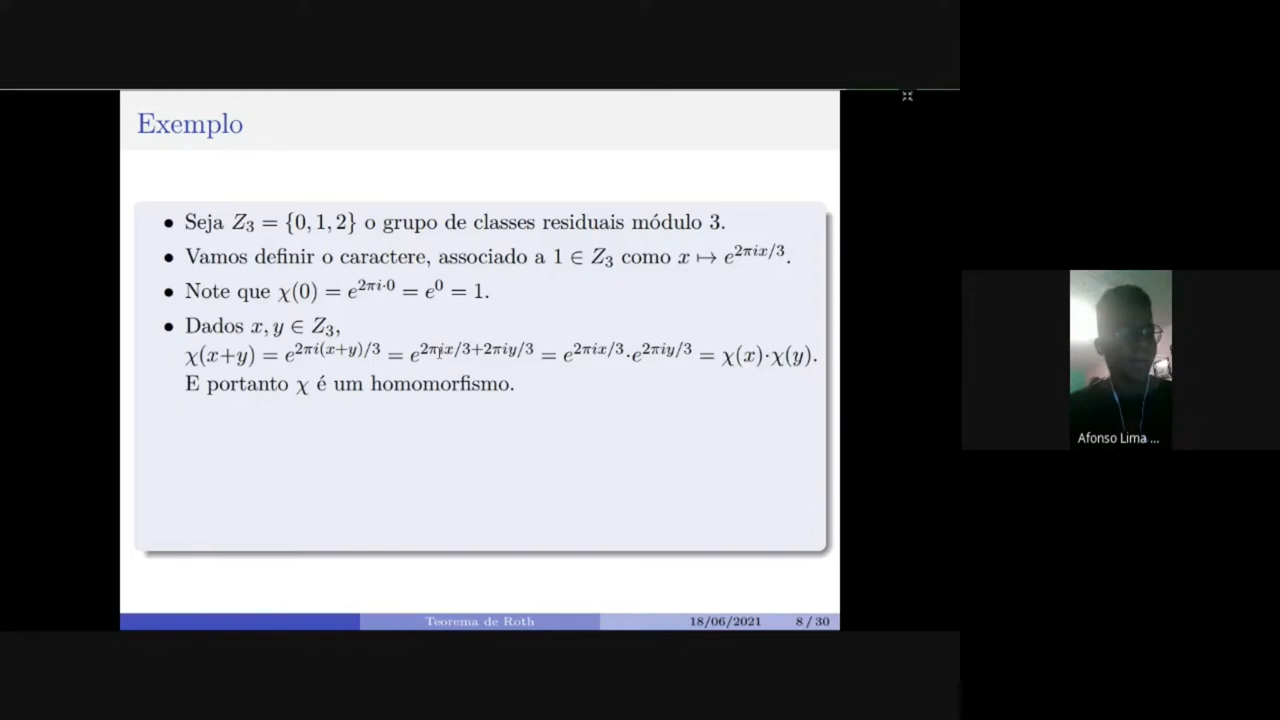 Exemplo
• Seja Z₃ = {0, 1, 2} o grupo de classes residuais módulo 3.
• Vamos definir o caractere, associado a 1 ∈ Z₃ como x ↦ e^{2πix/3}.
• Note que χ(0) = e^{2πi·0} = e^0 = 1.
• Dados x, y ∈ Z₃,
χ(x+y) = e^{2πi(x+y)/3} = e^{2πix/3+2πiy/3} = e^{2πix/3}·e^{2πiy/3} = χ(x)·χ(y).
E portanto χ é um homomorfismo.
Teorema de Roth 18/06/2021 8 / 30
Afonso Lima ...